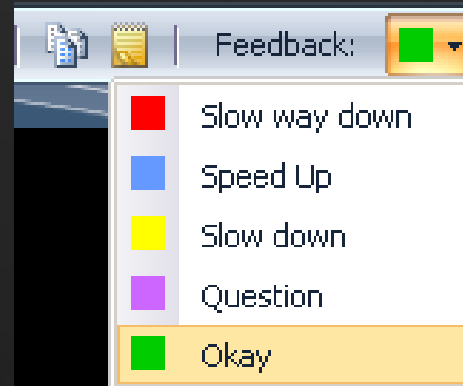 Feedback:
Slow way down
Speed Up
Slow down
Question
Okay